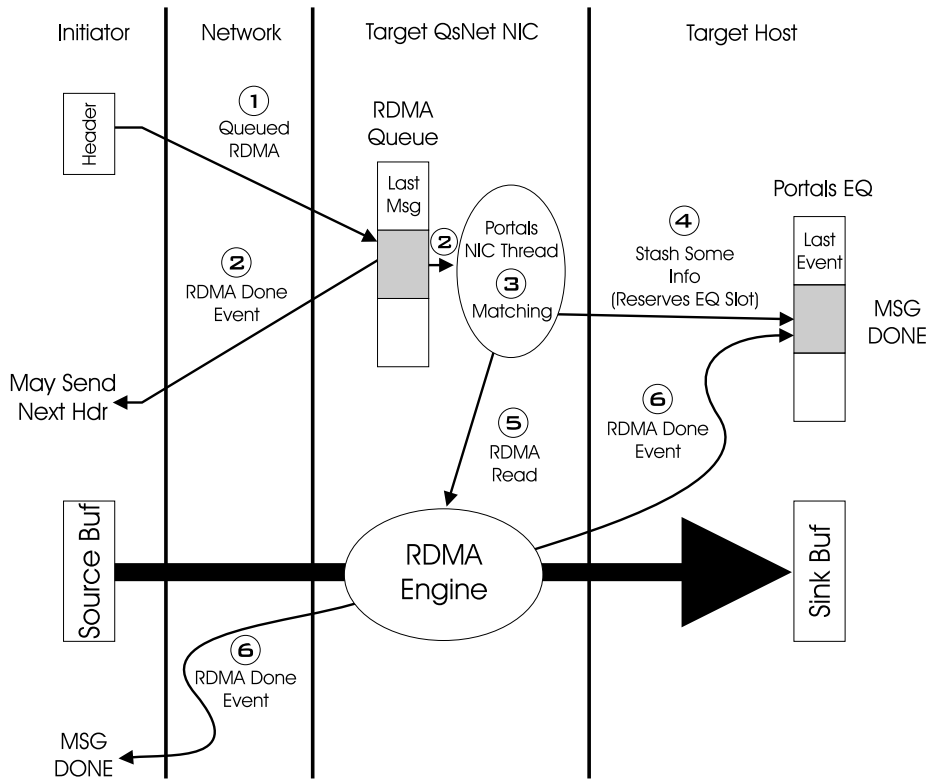 Initiator
Network
Target QsNet NIC
Target Host
Header
1
Queued
RDMA
RDMA
Queue
Last
Msg
2
Portals
NIC Thread
3
Matching
4
Stash Some
Info
(Reserves EQ Slot)
Portals EQ
Last
Event
MSG
DONE
2
RDMA Done
Event
May Send
Next Hdr
5
RDMA
Read
6
RDMA Done
Event
Source Buf
RDMA
Engine
Sink Buf
6
RDMA Done
Event
MSG
DONE